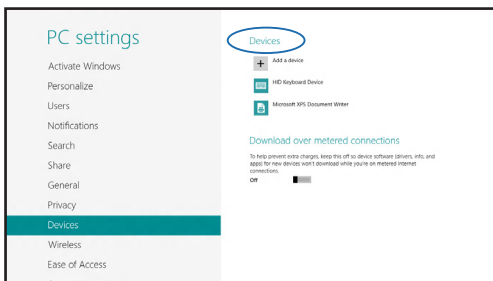 PC settings
Activate Windows
Personalize
Users
Notifications
Search
Share
General
Privacy
Devices
Wireless
Ease of Access
Devices
Add a device
HID Keyboard Device
Microsoft XPS Document Writer
Download over metered connections
To help prevent extra charges, keep this off so device software (drivers, info, and
apps) for new devices won't download while you're on metered Internet
connections.
Off